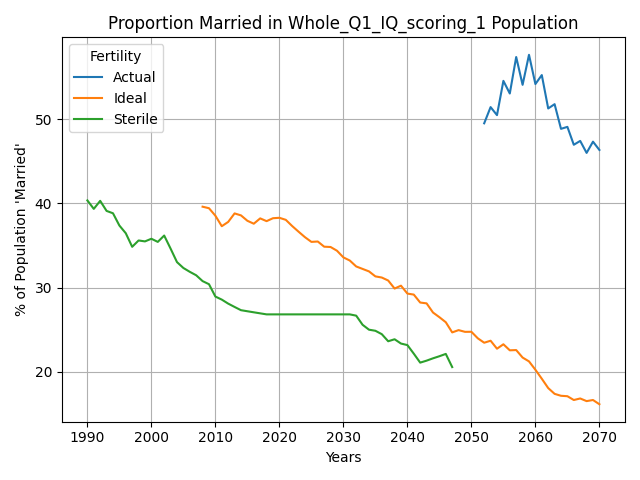 Proportion Married in Whole_Q1_IQ_scoring_1 Population
Fertility
Actual
Ideal
Sterile
% of Population 'Married'
50
40
30
20
1990 2000 2010 2020 2030 2040 2050 2060 2070
Years